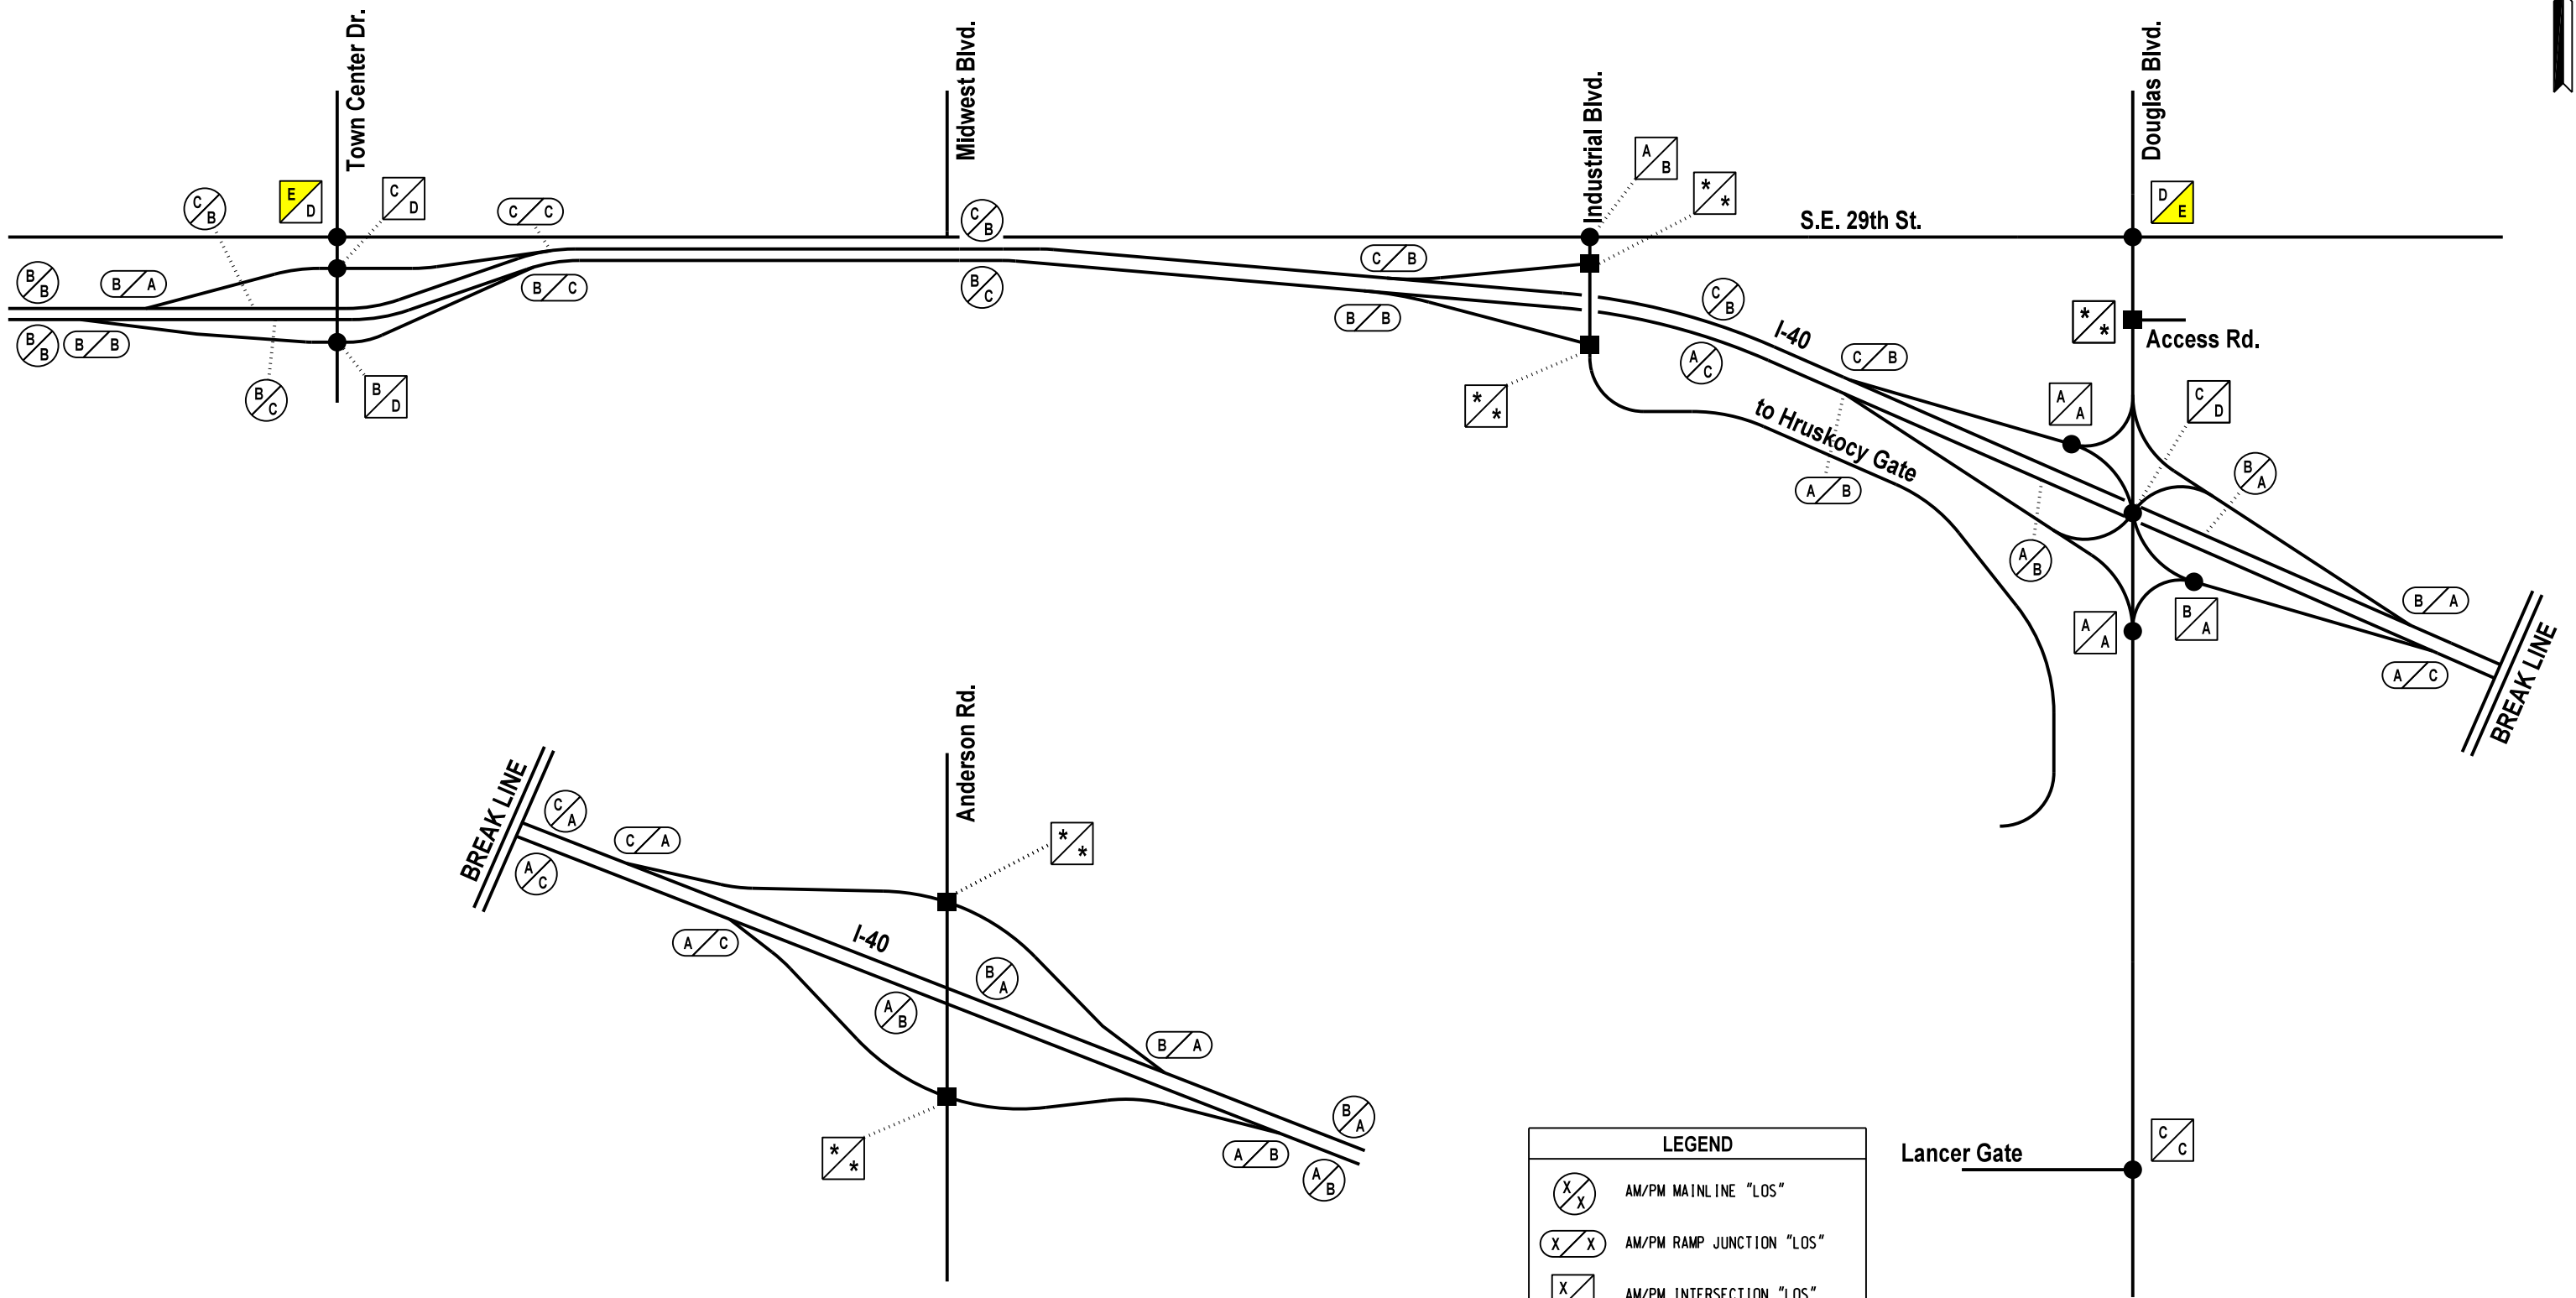 Town Center Dr.
Midwest Blvd.
Industrial Blvd.
Douglas Blvd.
A B
* *
E D
C D
C B
C C
C B
S.E. 29th St.
D E
B B
B A
B C
B C
C B
B B
C B
I-40
A C
C B
* *
Access Rd.
B B
B B
B C
B D
* *
to Hruskocy Gate
A B
A A
C D
B A
A B
A A
B A
B A
A C
BREAK LINE
Anderson Rd.
BREAK LINE
C A
C A
A C
* *
A C
I-40
B A
A B
B A
B A
A B
A B
* *
Lancer Gate
C C
LEGEND
X X AM/PM MAINLINE "LOS"
X X AM/PM RAMP JUNCTION "LOS"
X AM/PM INTERSECTION "LOS"